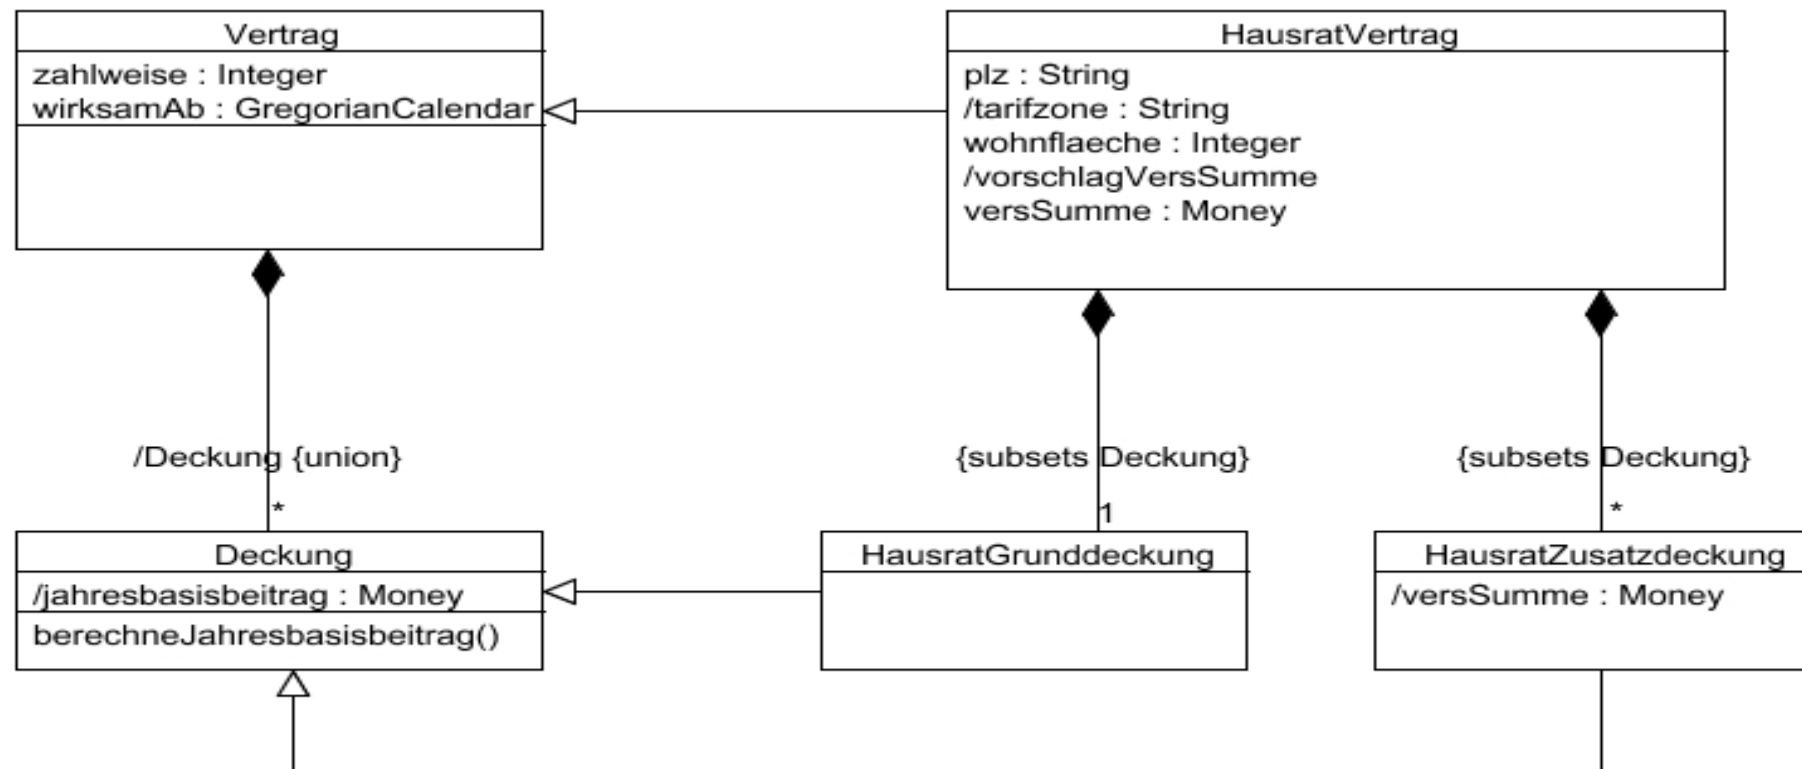 Vertrag
zahlweise : Integer
wirksamAb : GregorianCalendar
HausratVertrag
plz : String
/tarifzone : String
wohnflaeche : Integer
/vorschlagVersSumme
versSumme : Money
/Deckung {union}
*
{subsets Deckung}
1
{subsets Deckung}
*
Deckung
/jahresbasisbeitrag : Money
berechneJahresbasisbeitrag()
HausratGrunddeckung
HausratZusatzdeckung
/versSumme : Money